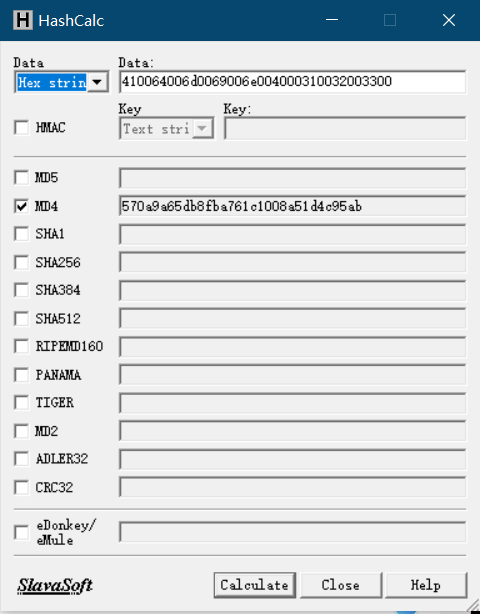 HashCalc
Data Data:
Hex strin 410064006d0069006e004000310032003300
Key Key:
HMAC Text stri
MD5
MD4 570a9a65db8fba761c1008a51d4c95ab
SHA1
SHA256
SHA384
SHA512
RIPEMD160
PANAMA
TIGER
MD2
ADLER32
CRC32
eDonkey/
eMule
SlavaSoft Calculate Close Help